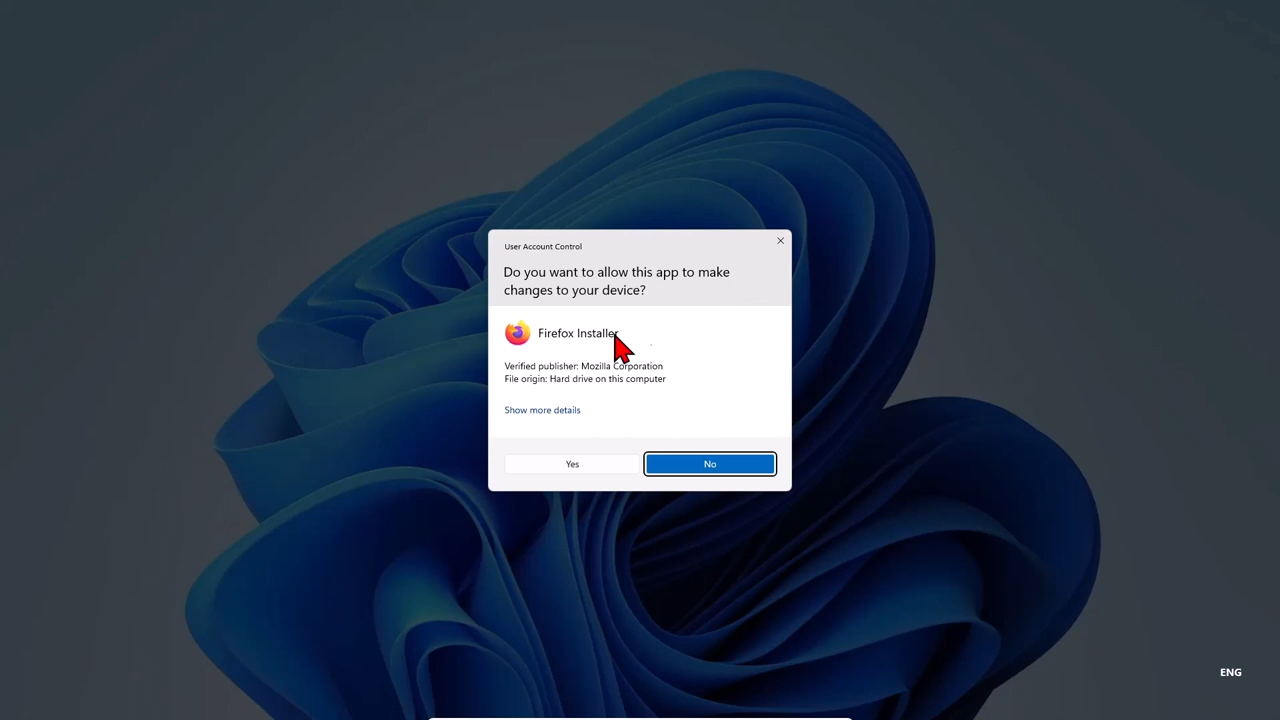 User Account Control
Do you want to allow this app to make
changes to your device?
Firefox Installer
Verified publisher: Mozilla Corporation
File origin: Hard drive on this computer
Show more details
Yes
No
ENG